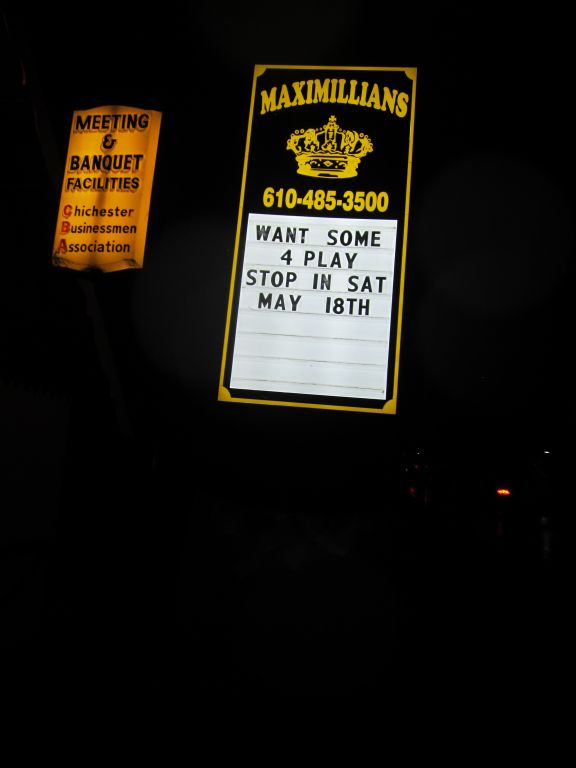 MEETING
&
BANQUET
FACILITIES
Chichester
Businessmen
Association
MAXIMILLIANS
610-485-3500
WANT SOME
4 PLAY
STOP IN SAT
MAY 18TH